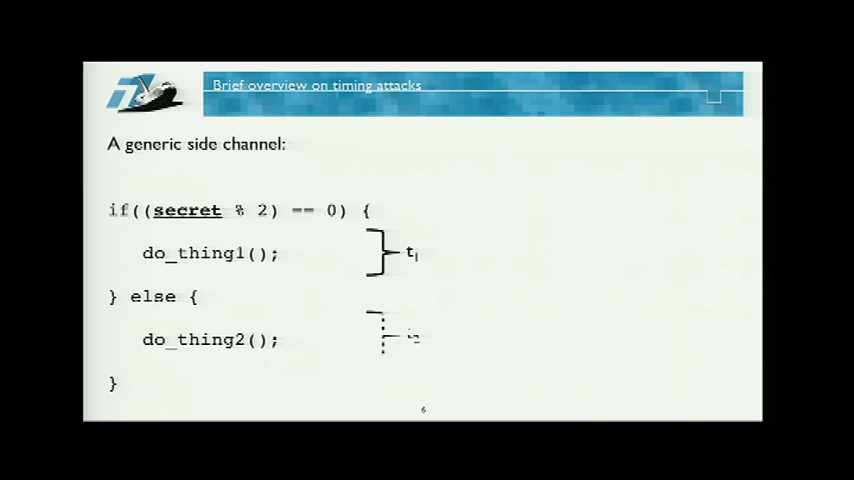 Brief overview on timing attacks
A generic side channel:
if((secret % 2) == 0) {
do_thing1();
t1
} else {
do_thing2();
}
6